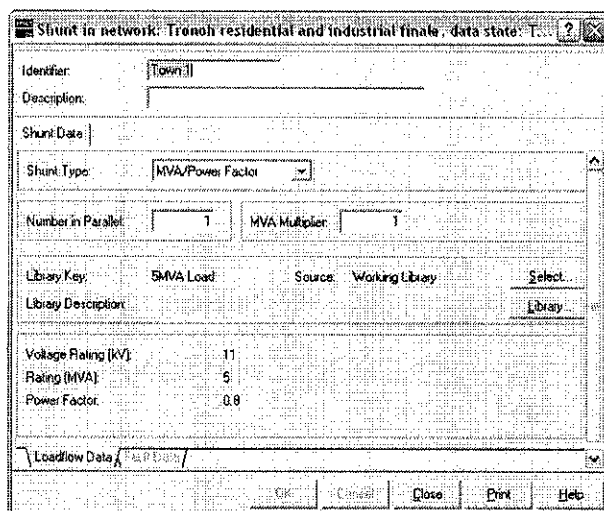 Shunt in network: Tronoh residential and industrial finale, data state: T... ?
Identifier: Town 1
Description:
Shunt Data
Shunt Type: MVA/Power Factor
Number in Parallel: 1 MVA Multiplier: 1
Library Key: 5MVA Load Source: Working Library Select...
Library Description: Library...
Voltage Rating (kV): 11
Rating (MVA): 5
Power Factor: 0.8
Loadflow Data Fault Data
OK Cancel Close Print Help